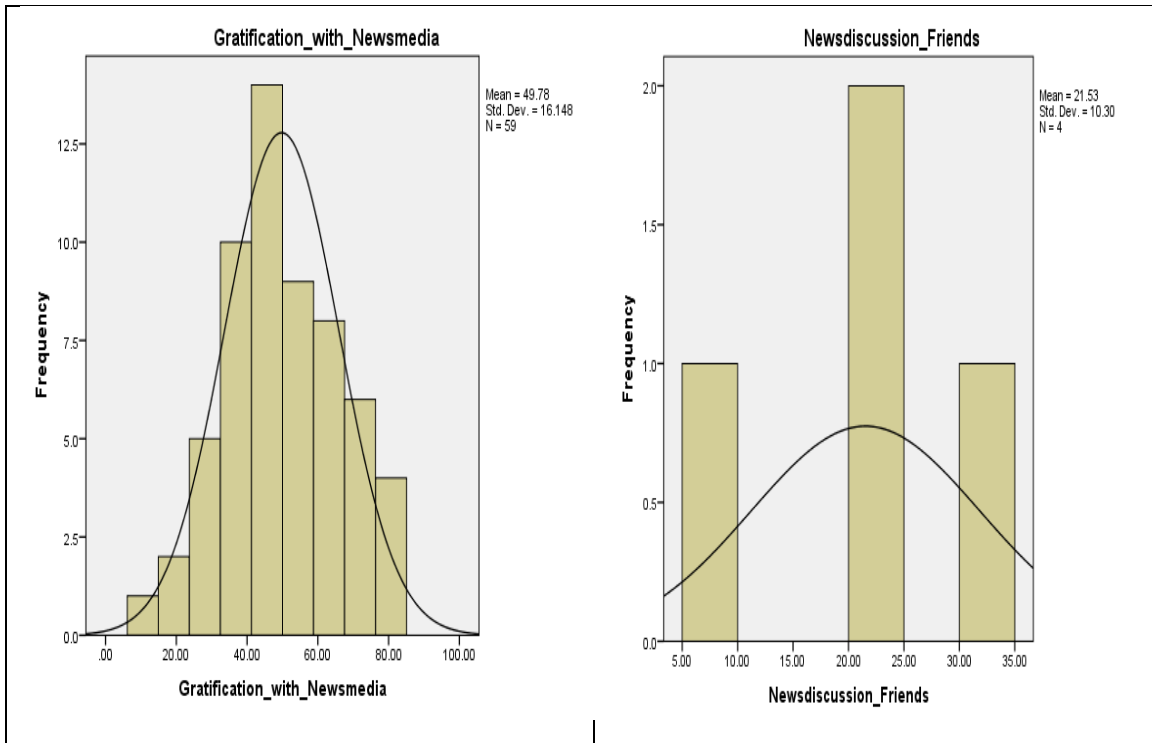 Gratification_with_Newsmedia
Mean = 49.78
Std. Dev. = 16.148
N = 59
12.5
10.0
7.5
5.0
2.5
0.0
Frequency
.00 20.00 40.00 60.00 80.00 100.00
Gratification_with_Newsmedia
Newsdiscussion_Friends
Mean = 21.53
Std. Dev. = 10.30
N = 4
2.0
1.5
1.0
0.5
0.0
Frequency
5.00 10.00 15.00 20.00 25.00 30.00 35.00
Newsdiscussion_Friends